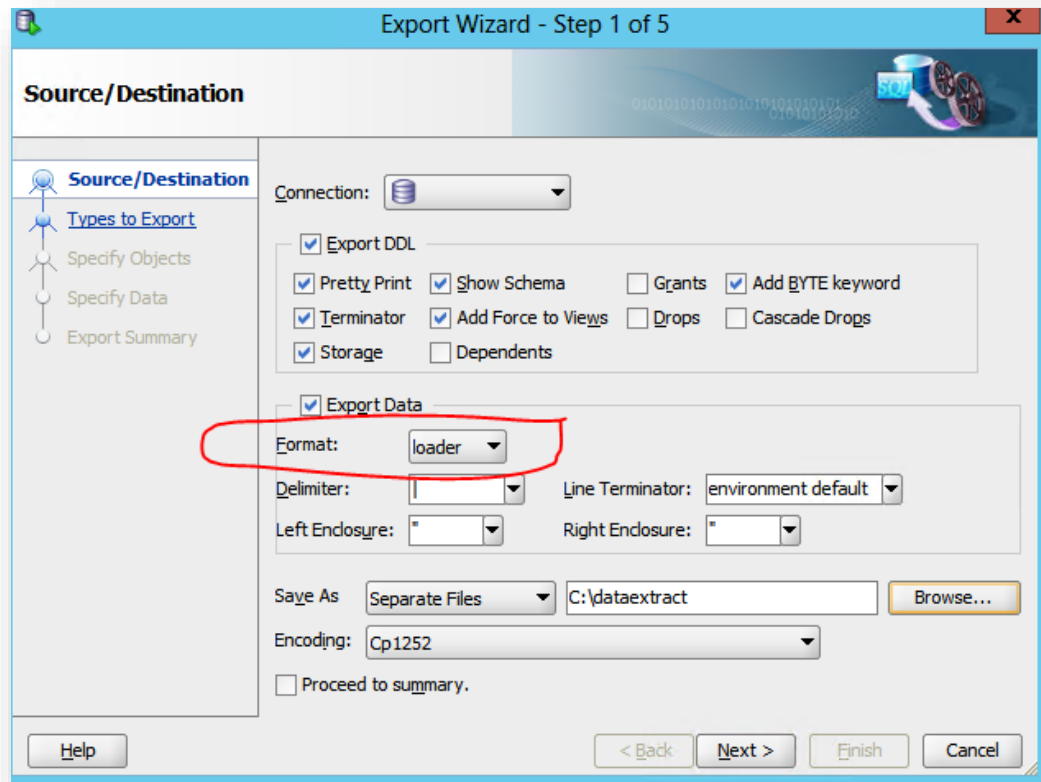 Export Wizard - Step 1 of 5
x
Source/Destination
SQL
Source/Destination
Types to Export
Specify Objects
Specify Data
Export Summary
Connection:
Export DDL
Pretty Print Show Schema Grants Add BYTE keyword
Terminator Add Force to Views Drops Cascade Drops
Storage Dependents
Export Data
Format: loader
Delimiter: | Line Terminator: environment default
Left Enclosure: " Right Enclosure: "
Save As Separate Files C:\dataextract Browse...
Encoding: Cp1252
Proceed to summary.
Help < Back Next > Finish Cancel